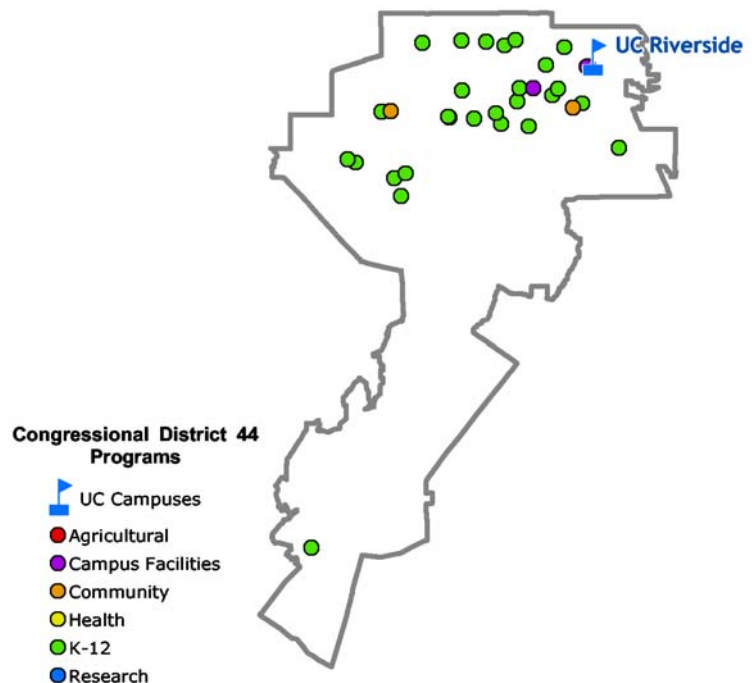 UC Riverside
Congressional District 44
Programs
UC Campuses
Agricultural
Campus Facilities
Community
Health
K-12
Research